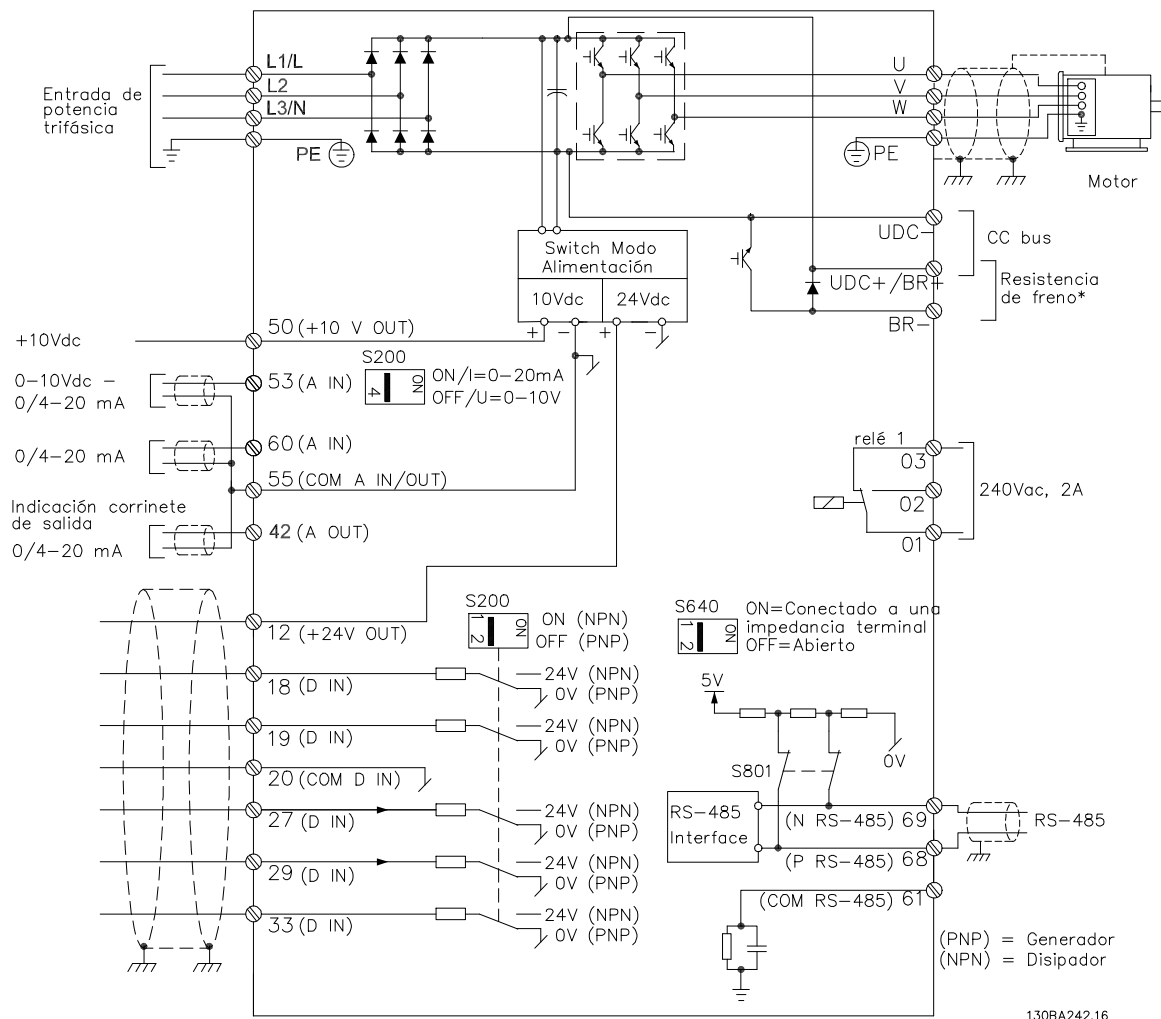 L1/L
L2
L3/N
PE
Entrada de
potencia
trifásica
U
V
W
PE
Motor
UDC-
CC bus
UDC+/BR+
Resistencia
de freno*
BR-
Switch Modo
Alimentación
10Vdc
24Vdc
+ - + -
+10Vdc
50 (+10 V OUT)
S200
ON
4
ON/I=0-20mA
OFF/U=0-10V
0-10Vdc -
0/4-20 mA
53 (A IN)
0/4-20 mA
60 (A IN)
55 (COM A IN/OUT)
Indicación corrinete
de salida
0/4-20 mA
42 (A OUT)
relé 1
03
02
01
240Vac, 2A
12 (+24V OUT)
S200
ON
1 2
ON (NPN)
OFF (PNP)
S640
ON
1 2
ON=Conectado a una
impedancia terminal
OFF=Abierto
18 (D IN)
24V (NPN)
0V (PNP)
19 (D IN)
24V (NPN)
0V (PNP)
20 (COM D IN)
27 (D IN)
24V (NPN)
0V (PNP)
29 (D IN)
24V (NPN)
0V (PNP)
33 (D IN)
24V (NPN)
0V (PNP)
5V
0V
S801
RS-485
Interface
(N RS-485) 69
RS-485
(P RS-485) 68
(COM RS-485) 61
(PNP) = Generador
(NPN) = Disipador
130BA242.16